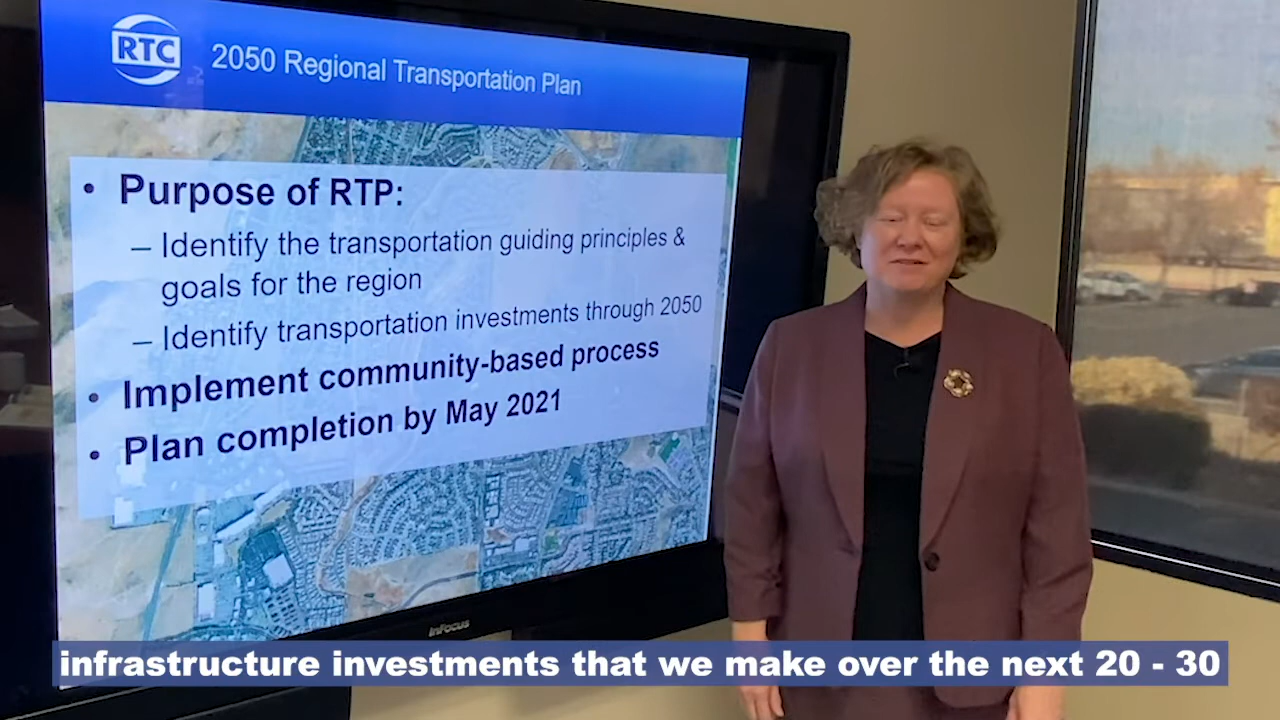 RTC
2050 Regional Transportation Plan
• Purpose of RTP:
– Identify the transportation guiding principles &
goals for the region
– Identify transportation investments through 2050
• Implement community-based process
• Plan completion by May 2021
InFocus
infrastructure investments that we make over the next 20 - 30